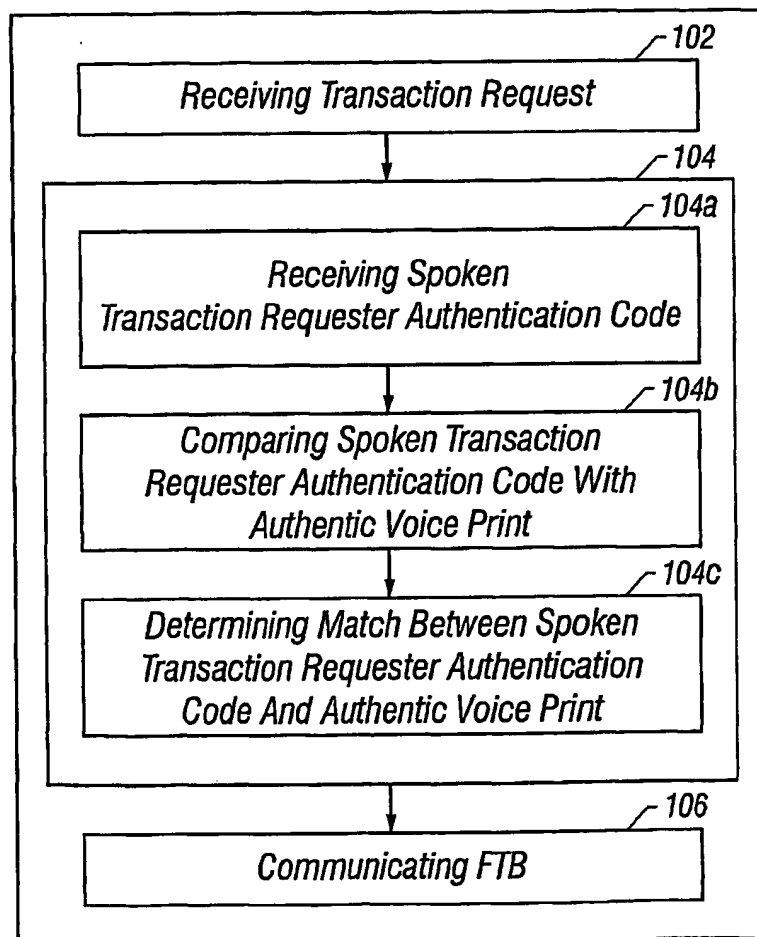 102
Receiving Transaction Request
104
104a
Receiving Spoken
Transaction Requester Authentication Code
104b
Comparing Spoken Transaction
Requester Authentication Code With
Authentic Voice Print
104c
Determining Match Between Spoken
Transaction Requester Authentication
Code And Authentic Voice Print
106
Communicating FTB